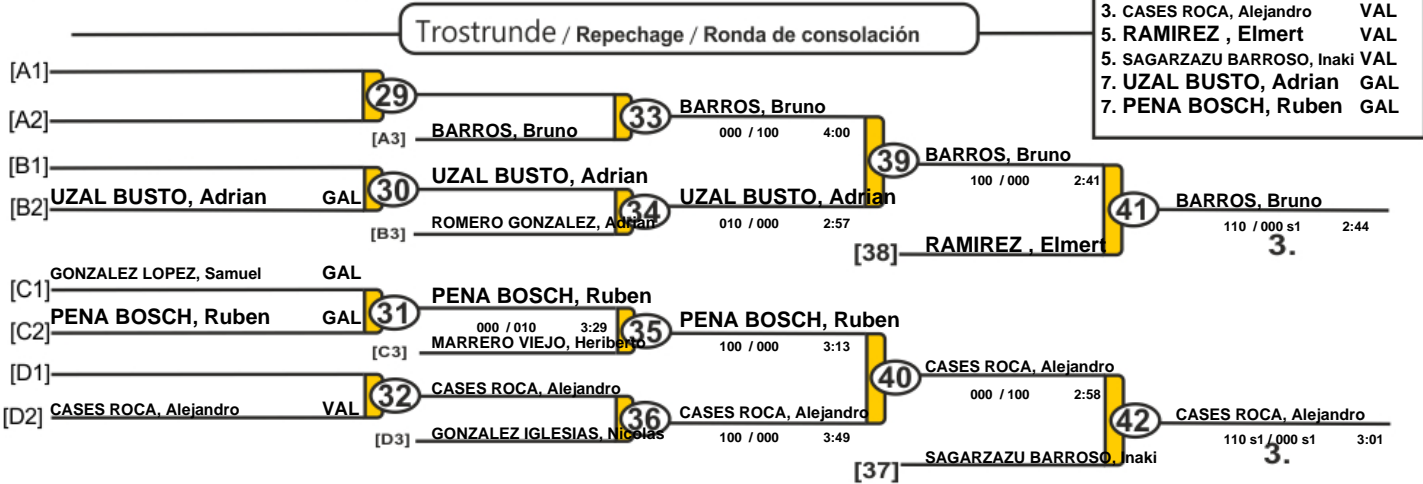 3. CASES ROCA, Alejandro VAL
5. RAMIREZ , Elmert VAL
5. SAGARZAZU BARROSO, Inaki VAL
7. UZAL BUSTO, Adrian GAL
7. PENA BOSCH, Ruben GAL
Trostrunde / Repechage / Ronda de consolación
[A1]
29
[A2]
[A3] BARROS, Bruno
33
BARROS, Bruno
000 / 100 4:00
[B1]
[B2] UZAL BUSTO, Adrian GAL
30
UZAL BUSTO, Adrian
[B3] ROMERO GONZALEZ, Adrian
34
UZAL BUSTO, Adrian
010 / 000 2:57
39
BARROS, Bruno
100 / 000 2:41
[38] RAMIREZ , Elmert
41
BARROS, Bruno
110 / 000 s1 2:44
3.
[C1] GONZALEZ LOPEZ, Samuel GAL
[C2] PENA BOSCH, Ruben GAL
31
PENA BOSCH, Ruben
000 / 010 3:29
[C3] MARRERO VIEJO, Heriberto
35
PENA BOSCH, Ruben
100 / 000 3:13
[D1]
[D2] CASES ROCA, Alejandro VAL
32
CASES ROCA, Alejandro
[D3] GONZALEZ IGLESIAS, Nicolas
36
CASES ROCA, Alejandro
100 / 000 3:49
40
CASES ROCA, Alejandro
000 / 100 2:58
[37] SAGARZAZU BARROSO, Inaki
42
CASES ROCA, Alejandro
110 s1 / 000 s1 3:01
3.